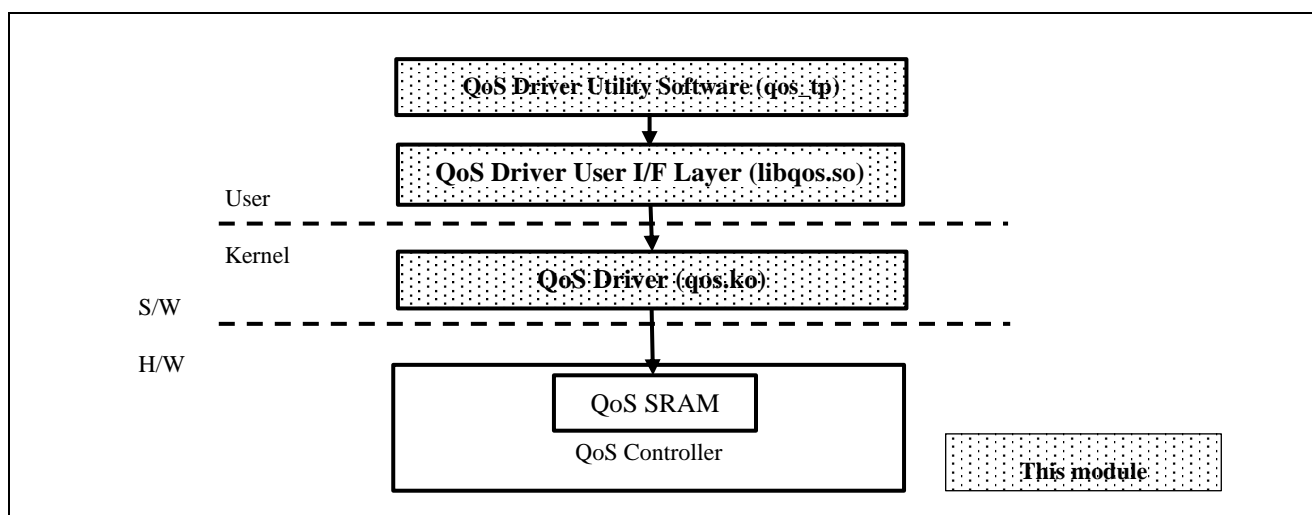 QoS Driver Utility Software (qos_tp)
QoS Driver User I/F Layer (libqos.so)
User
Kernel
QoS Driver (qos.ko)
S/W
H/W
QoS SRAM
QoS Controller
This module